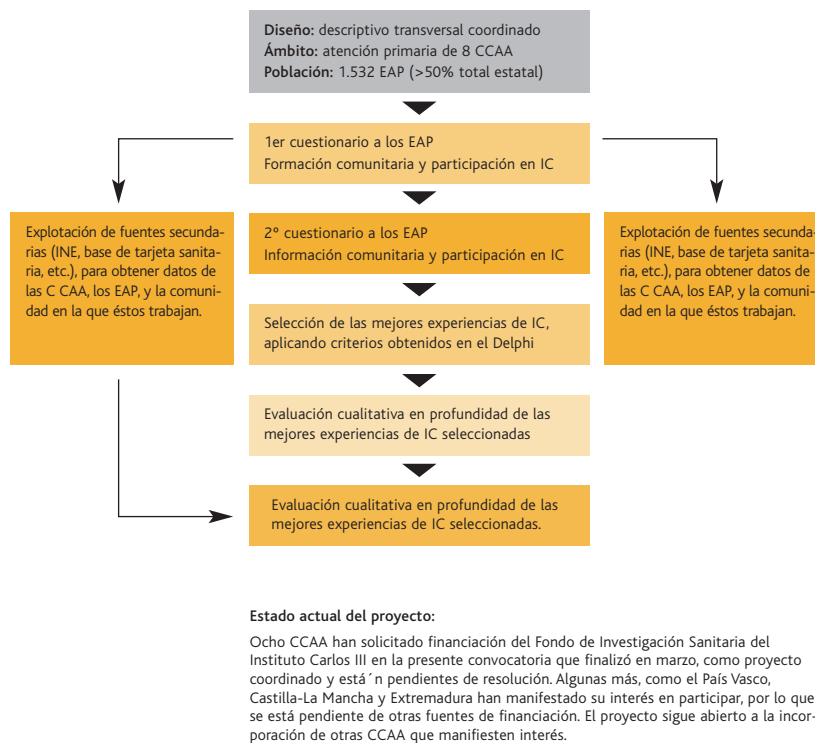 Diseño: descriptivo transversal coordinado
Ámbito: atención primaria de 8 CCAA
Población: 1.532 EAP (>50% total estatal)
1er cuestionario a los EAP
Formación comunitaria y participación en IC
Explotación de fuentes secunda-
rias (INE, base de tarjeta sanita-
ria, etc.), para obtener datos de
las C CAA, los EAP, y la comuni-
dad en la que éstos trabajan.
2º cuestionario a los EAP
Información comunitaria y participación en IC
Explotación de fuentes secunda-
rias (INE, base de tarjeta sanita-
ria, etc.), para obtener datos de
las C CAA, los EAP, y la comuni-
dad en la que éstos trabajan.
Selección de las mejores experiencias de IC,
aplicando criterios obtenidos en el Delphi
Evaluación cualitativa en profundidad de las
mejores experiencias de IC seleccionadas
Evaluación cualitativa en profundidad de las
mejores experiencias de IC seleccionadas.
Estado actual del proyecto:
Ocho CCAA han solicitado financiación del Fondo de Investigación Sanitaria del
Instituto Carlos III en la presente convocatoria que finalizó en marzo, como proyecto
coordinado y está´n pendientes de resolución. Algunas más, como el País Vasco,
Castilla-La Mancha y Extremadura han manifestado su interés en participar, por lo que
se está pendiente de otras fuentes de financiación. El proyecto sigue abierto a la incor-
poración de otras CCAA que manifiesten interés.